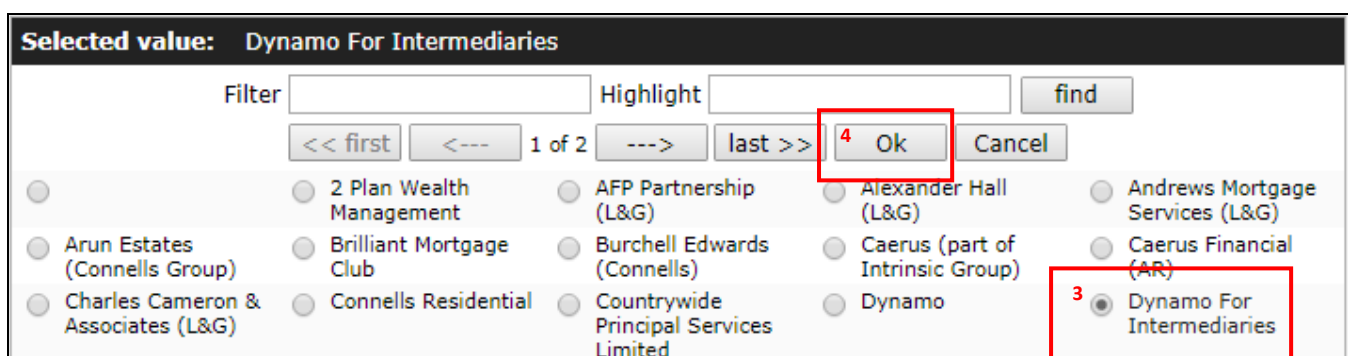 Selected value: Dynamo For Intermediaries
Filter Highlight find
<< first <--- 1 of 2 ---> last >> 4 Ok Cancel
2 Plan Wealth Management
AFP Partnership (L&G)
Alexander Hall (L&G)
Andrews Mortgage Services (L&G)
Arun Estates (Connells Group)
Brilliant Mortgage Club
Burchell Edwards (Connells)
Caerus (part of Intrinsic Group)
Caerus Financial (AR)
Charles Cameron & Associates (L&G)
Connells Residential
Countrywide Principal Services Limited
Dynamo
3 Dynamo For Intermediaries